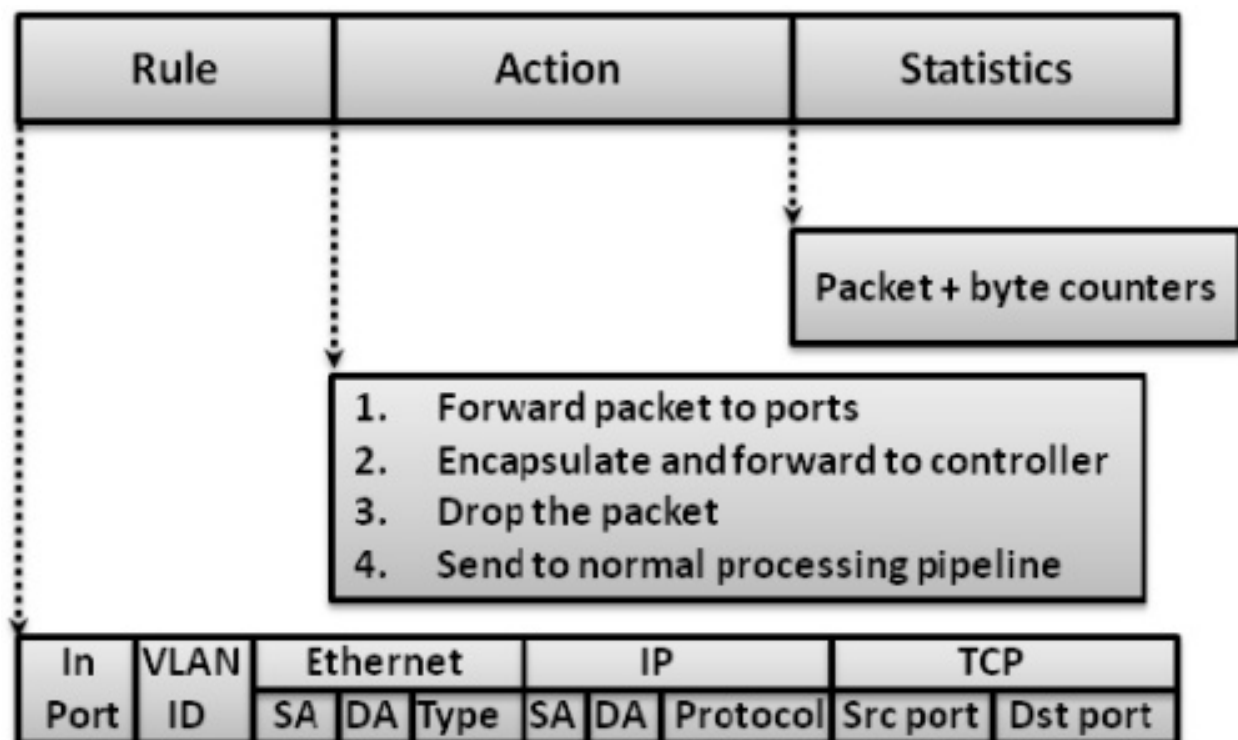 Rule Action Statistics
Packet + byte counters
1. Forward packet to ports
2. Encapsulate and forward to controller
3. Drop the packet
4. Send to normal processing pipeline
In Port VLAN ID Ethernet IP TCP
SA DA Type SA DA Protocol Src port Dst port